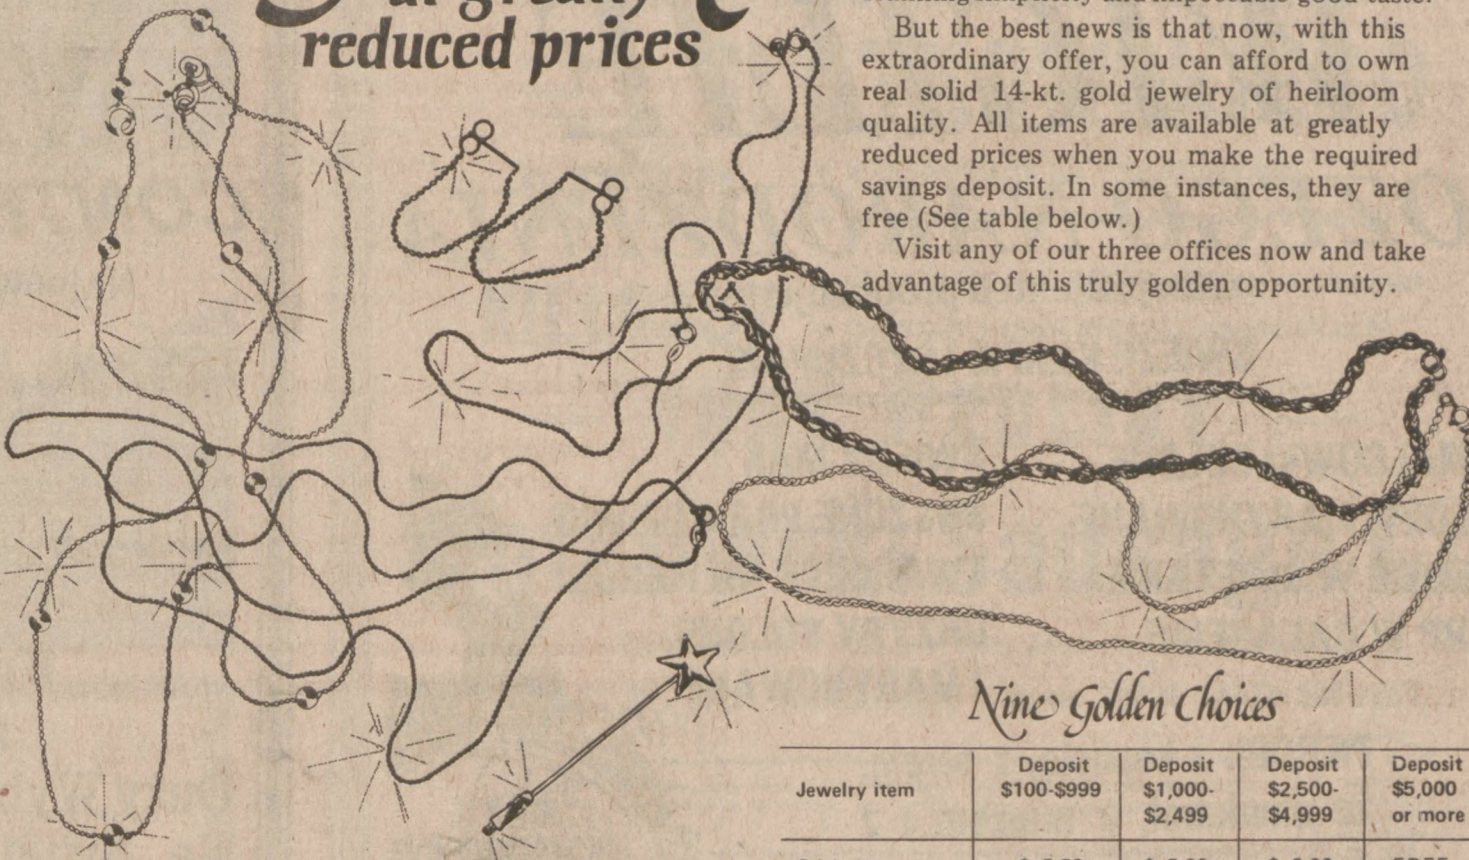 reduced prices
But the best news is that now, with this
extraordinary offer, you can afford to own
real solid 14-kt. gold jewelry of heirloom
quality. All items are available at greatly
reduced prices when you make the required
savings deposit. In some instances, they are
free (See table below.)
Visit any of our three offices now and take
advantage of this truly golden opportunity.
Nine Golden Choices
Jewelry item
Deposit
$100-$999
Deposit
$1,000-
$2,499
Deposit
$2,500-
$4,999
Deposit
$5,000
or more